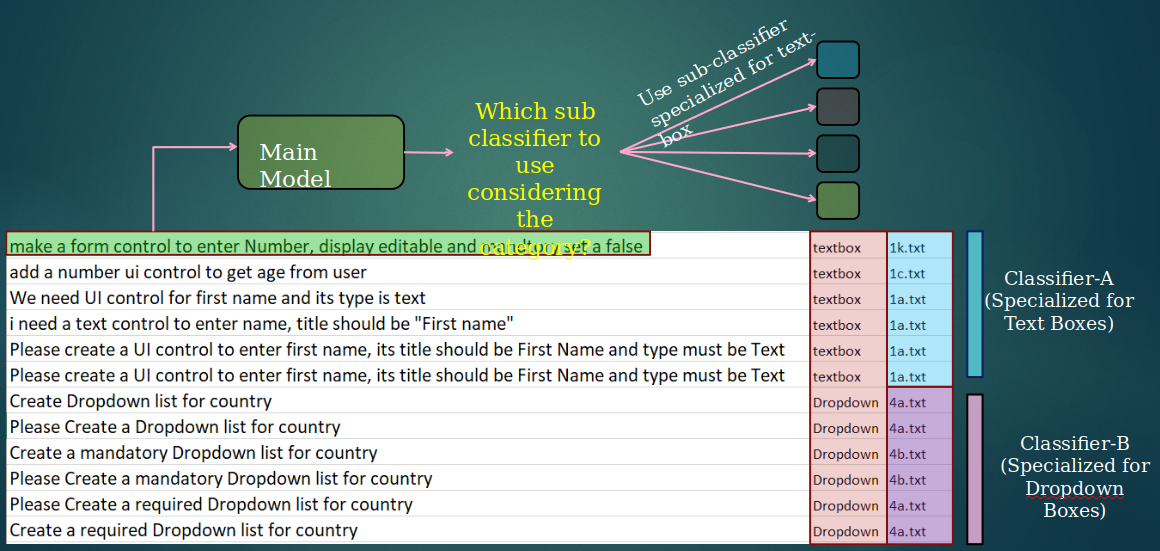 Use sub-classifier
specialized for text-
box
Which sub
classifier to
use
considering
the
category?
Main
Model
make a form control to enter Number, display editable and set a false textbox 1k.txt
add a number ui control to get age from user textbox 1c.txt
We need UI control for first name and its type is text textbox 1a.txt
i need a text control to enter name, title should be "First name" textbox 1a.txt
Please create a UI control to enter first name, its title should be First Name and type must be Text textbox 1a.txt
Please create a UI control to enter first name, its title should be First Name and type must be Text textbox 1a.txt
Create Dropdown list for country Dropdown 4a.txt
Please Create a Dropdown list for country Dropdown 4a.txt
Create a mandatory Dropdown list for country Dropdown 4b.txt
Please Create a mandatory Dropdown list for country Dropdown 4b.txt
Please Create a required Dropdown list for country Dropdown 4a.txt
Create a required Dropdown list for country Dropdown 4a.txt
Classifier-A
(Specialized for
Text Boxes)
Classifier-B
(Specialized for
Dropdown
Boxes)